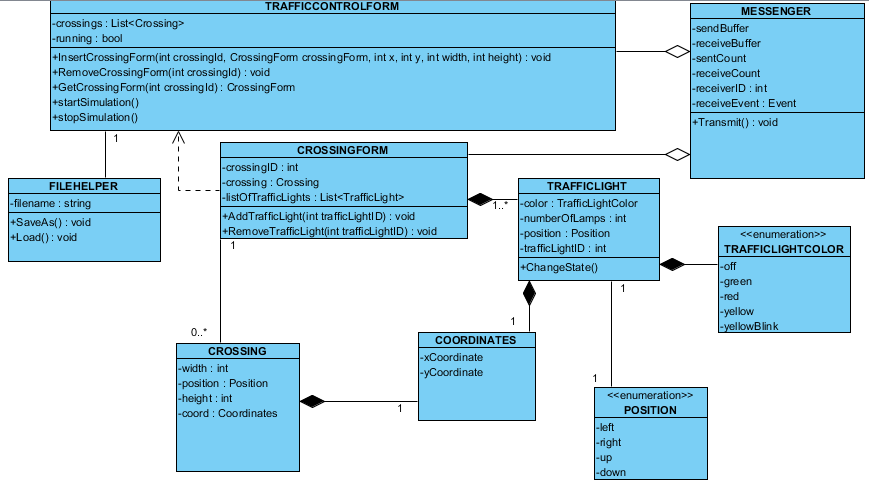 TRAFFICCONTROLFORM
-crossings : List<Crossing>
-running : bool
+InsertCrossingForm(int crossingId, CrossingForm crossingForm, int x, int y, int width, int height) : void
+RemoveCrossingForm(int crossingId) : void
+GetCrossingForm(int crossingId) : CrossingForm
+startSimulation()
+stopSimulation()
MESSENGER
-sendBuffer
-receiveBuffer
-sentCount
-receiveCount
-receiverID : int
-receiveEvent : Event
+Transmit() : void
1
FILEHELPER
-filename : string
+SaveAs() : void
+Load() : void
CROSSINGFORM
-crossingID : int
-crossing : Crossing
-listOfTrafficLights : List<TrafficLight>
+AddTrafficLight(int trafficLightID) : void
+RemoveTrafficLight(int trafficLightID) : void
1..*
1
TRAFFICLIGHT
-color : TrafficLightColor
-numberOfLamps : int
-position : Position
-trafficLightID : int
+ChangeState()
<<enumeration>>
TRAFFICLIGHTCOLOR
-off
-green
-red
-yellow
-yellowBlink
1
1
0..*
CROSSING
-width : int
-position : Position
-height : int
-coord : Coordinates
1
COORDINATES
-xCoordinate
-yCoordinate
1
<<enumeration>>
POSITION
-left
-right
-up
-down